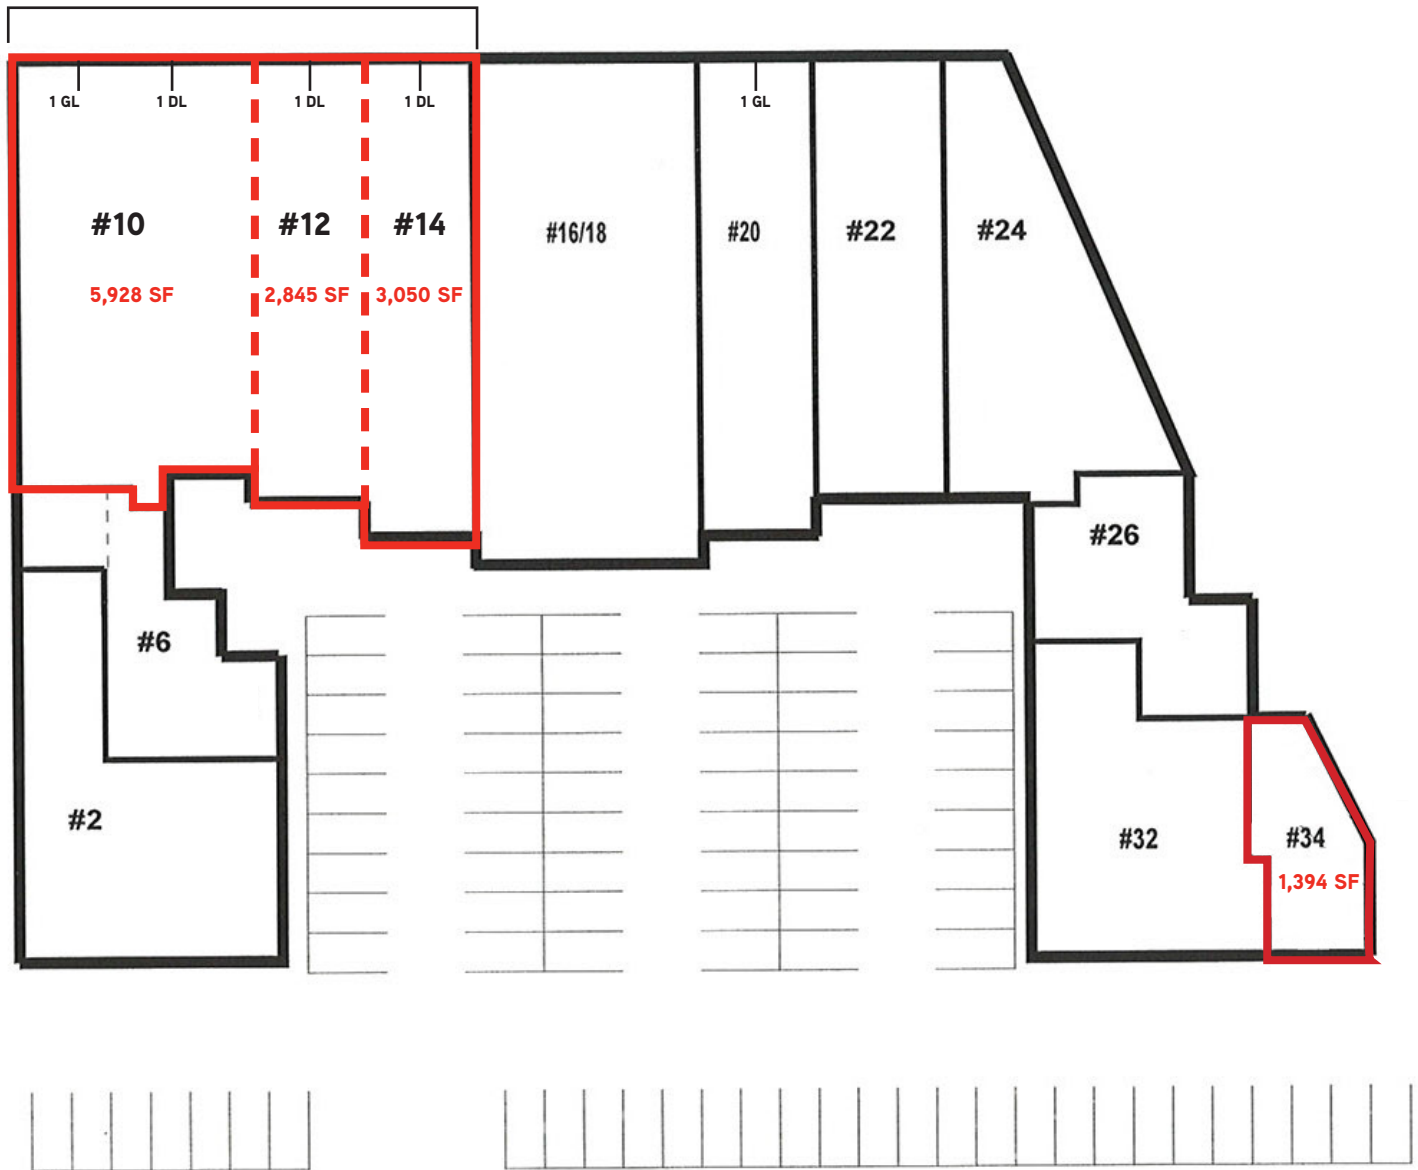 1 GL
1 DL
1 DL
1 DL
1 GL
#10
#12
#14
#16/18
#20
#22
#24
5,928 SF
2,845 SF
3,050 SF
#26
#6
#2
#32
#34
1,394 SF